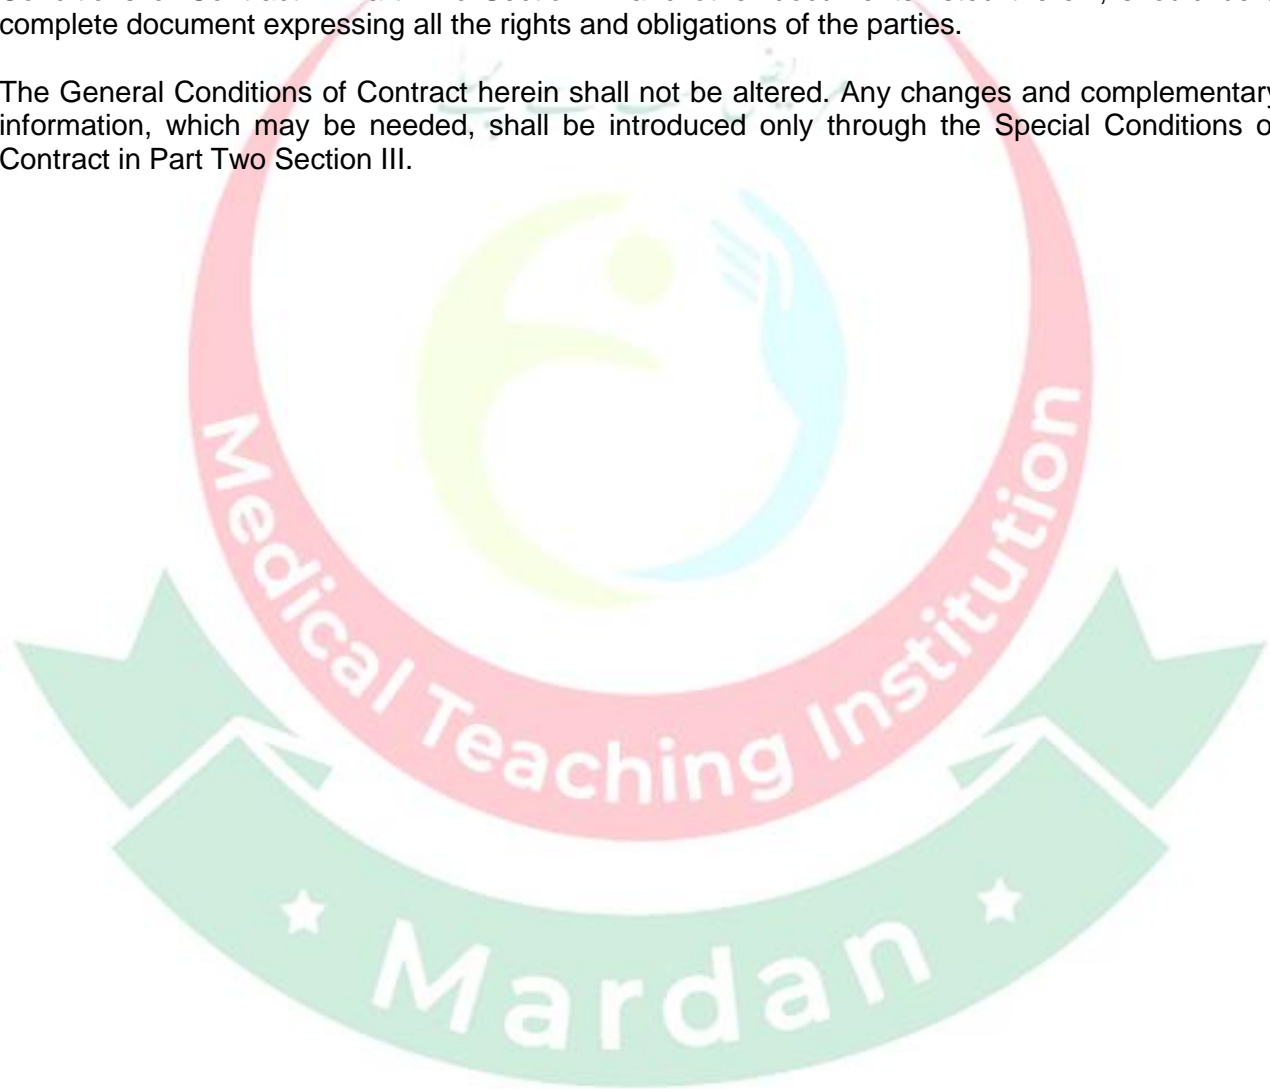 complete document expressing all the rights and obligations of the parties.
The General Conditions of Contract herein shall not be altered. Any changes and complementary
information, which may be needed, shall be introduced only through the Special Conditions o
Contract in Part Two Section III.
Medical Teaching Institution
Mardan